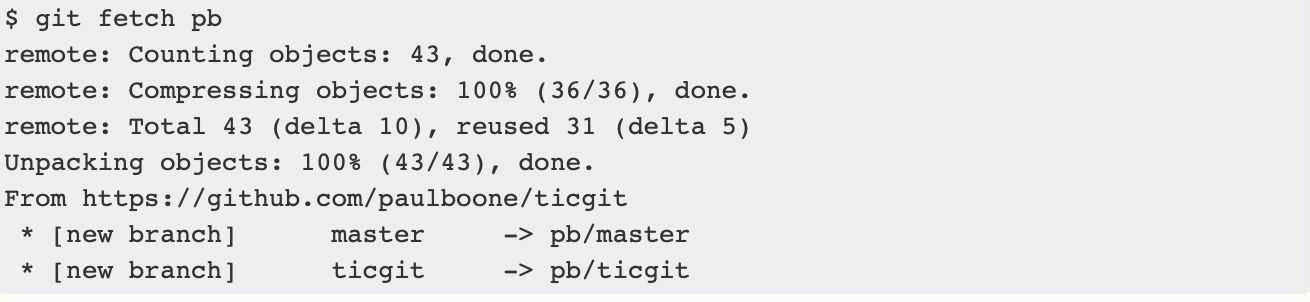 $ git fetch pb
remote: Counting objects: 43, done.
remote: Compressing objects: 100% (36/36), done.
remote: Total 43 (delta 10), reused 31 (delta 5)
Unpacking objects: 100% (43/43), done.
From https://github.com/paulboone/ticgit
 * [new branch]      master     -> pb/master
 * [new branch]      ticgit     -> pb/ticgit